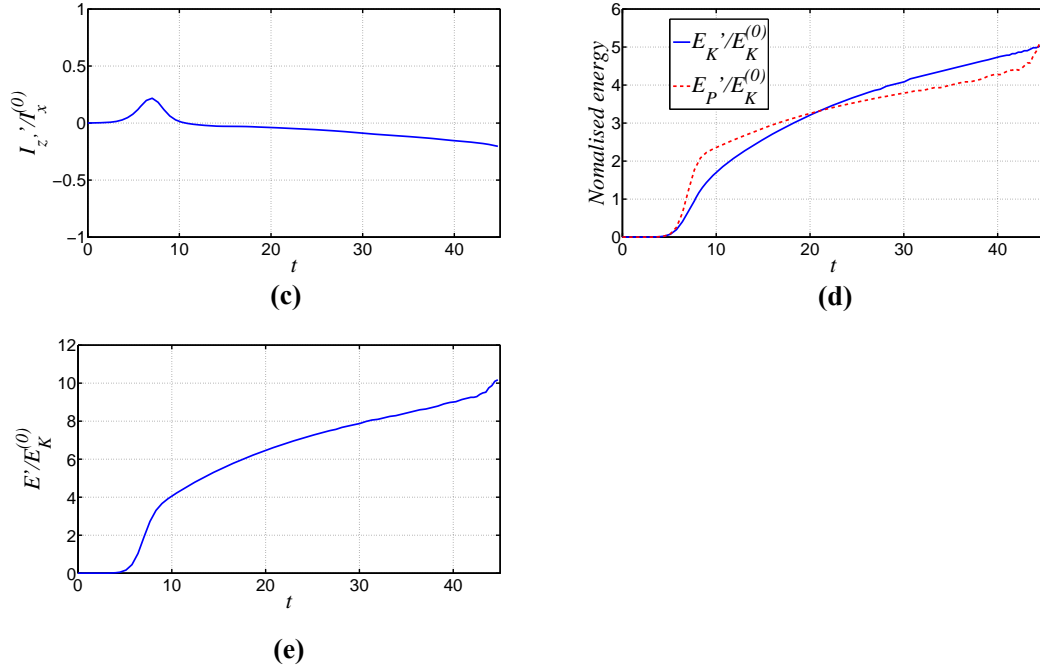 1
0.5
0
−0.5
−1
0 10 20 30 40
I_z'’/I_x^(0)
t
(c)
6
5
4
3
2
1
0
0 10 20 30 40
Nomalised energy
E_K’/E_K^(0)
E_P’/E_K^(0)
t
(d)
12
10
8
6
4
2
0
0 10 20 30 40
E’/E_K^(0)
t
(e)